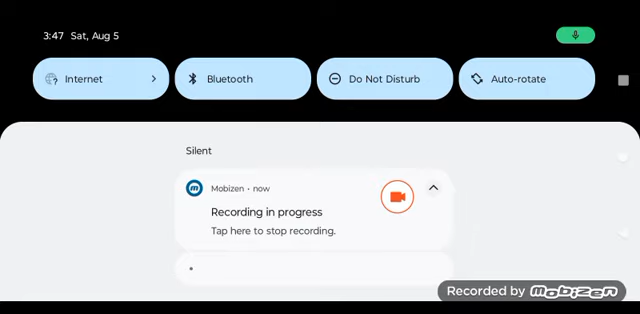 3:47 Sat, Aug 5
Internet
Bluetooth
Do Not Disturb
Auto-rotate
Silent
Mobizen • now
Recording in progress
Tap here to stop recording.
Recorded by mobizen